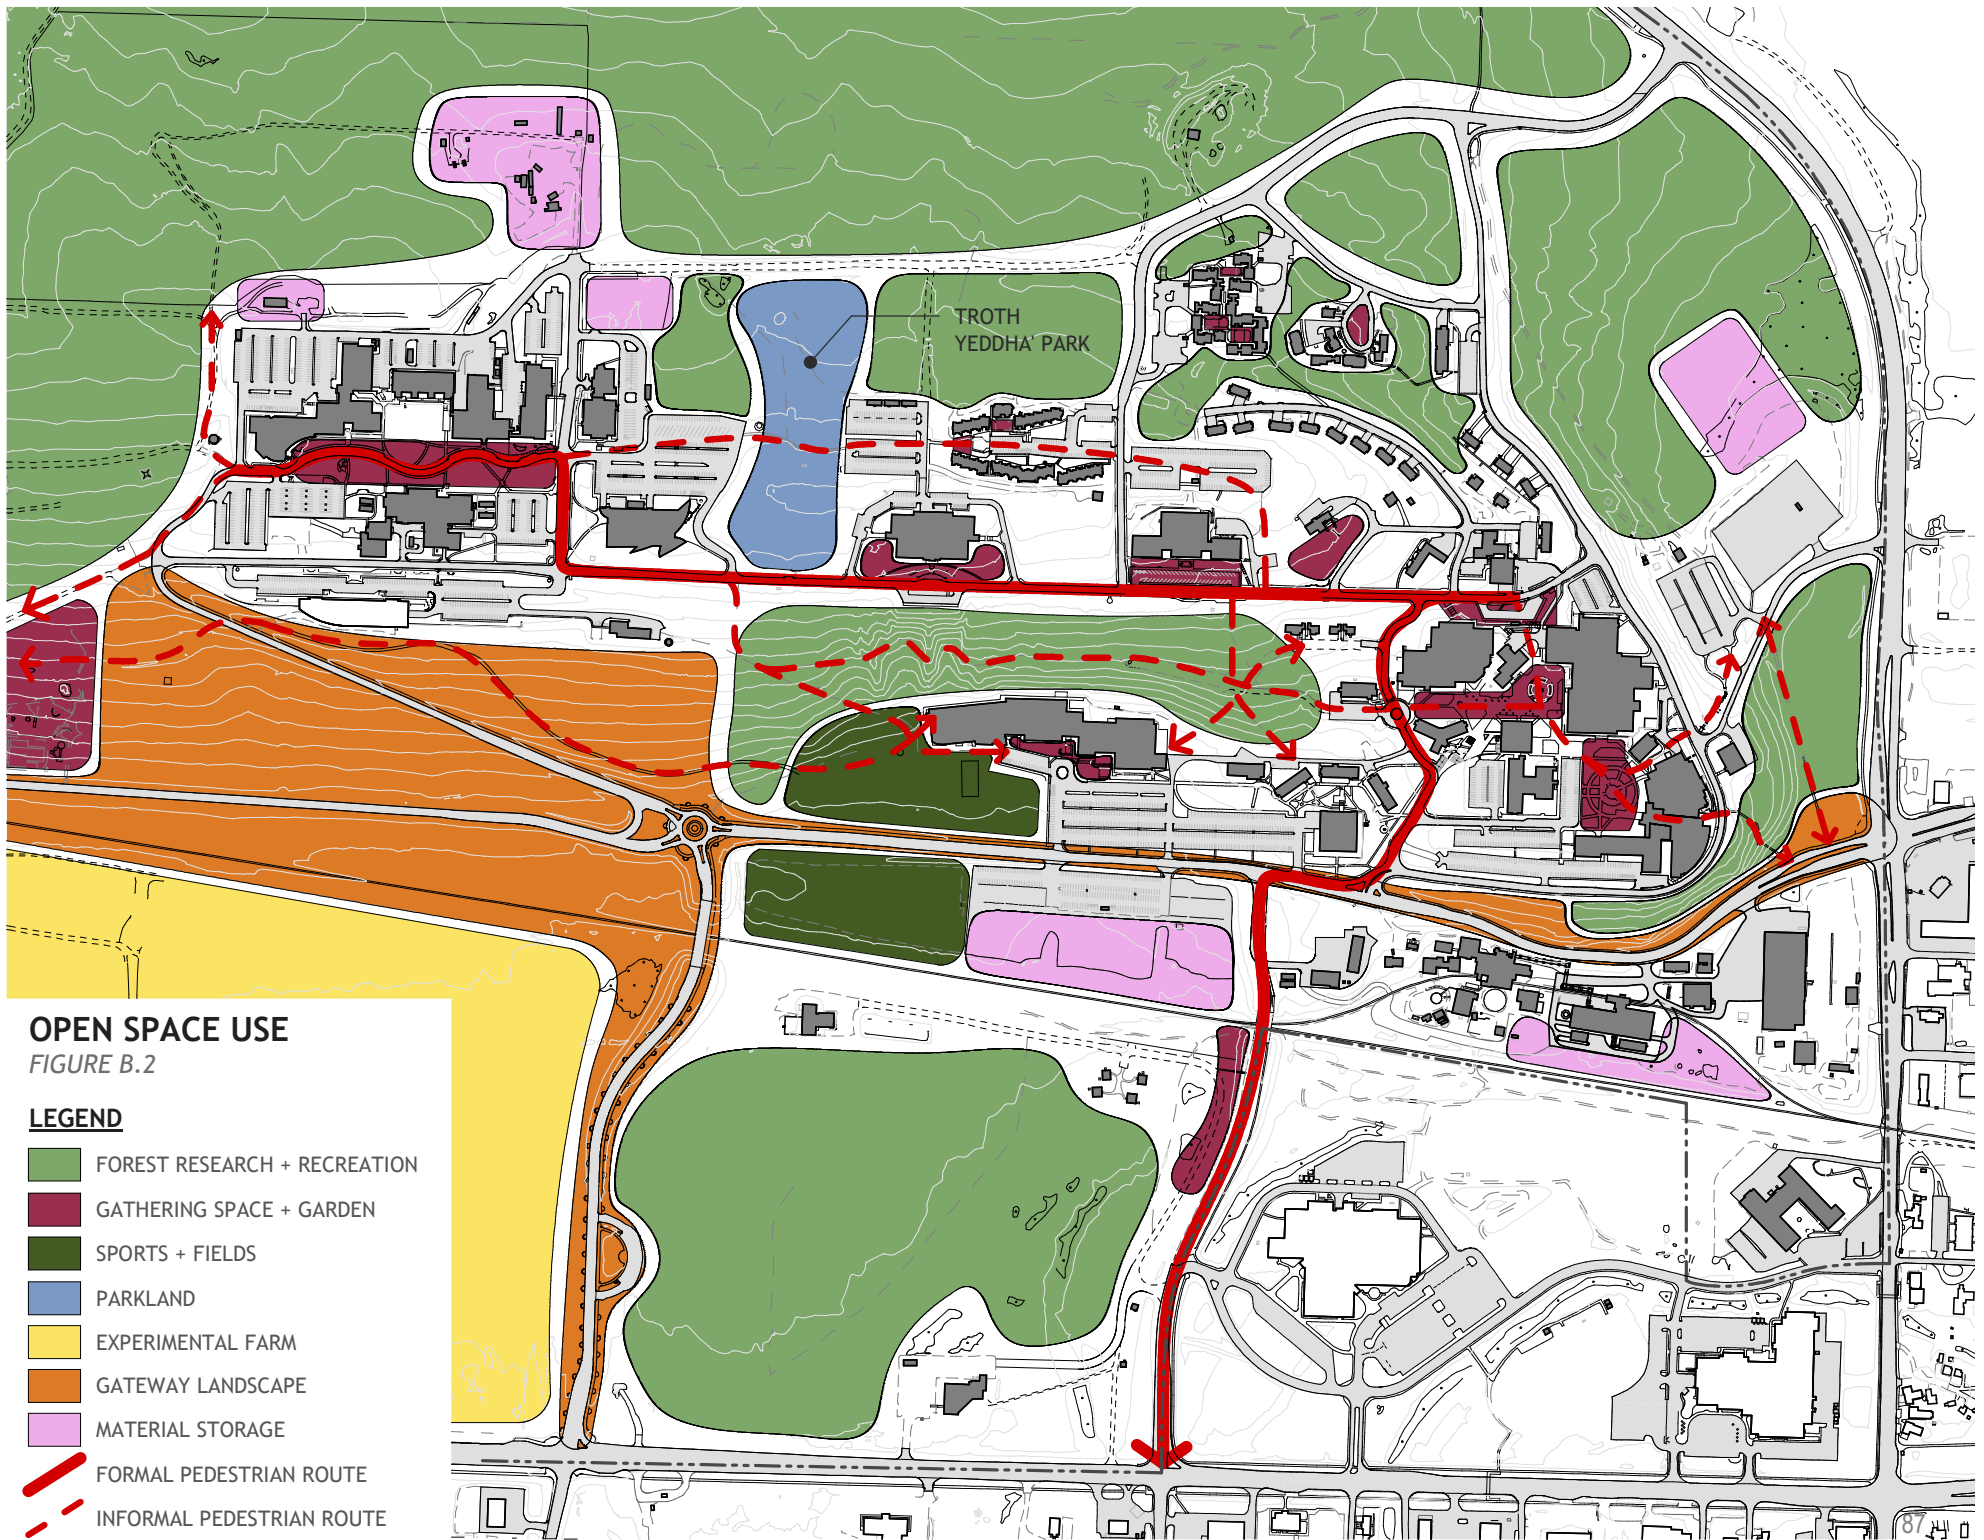 TROTH
YEDDHA' PARK
OPEN SPACE USE
FIGURE B.2
LEGEND
FOREST RESEARCH + RECREATION
GATHERING SPACE + GARDEN
SPORTS + FIELDS
PARKLAND
EXPERIMENTAL FARM
GATEWAY LANDSCAPE
MATERIAL STORAGE
FORMAL PEDESTRIAN ROUTE
INFORMAL PEDESTRIAN ROUTE
87